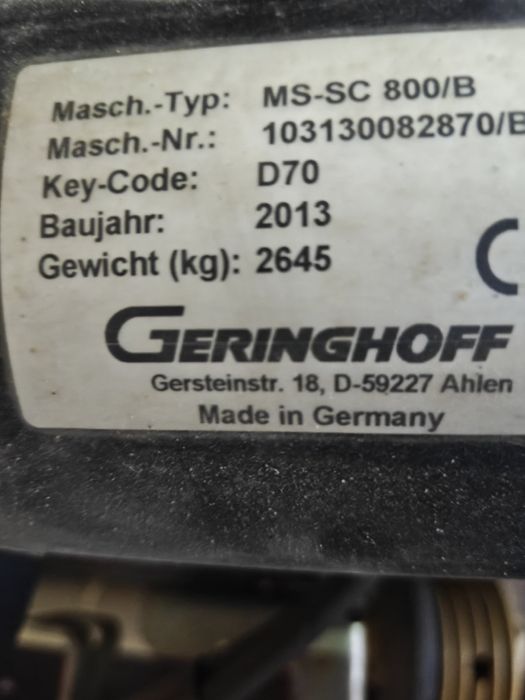 Masch.-Typ: MS-SC 800/B
Masch.-Nr.: 103130082870/B
Key-Code: D70
Baujahr: 2013
Gewicht (kg): 2645
GERINGHOFF
Gersteinstr. 18, D-59227 Ahlen
Made in Germany